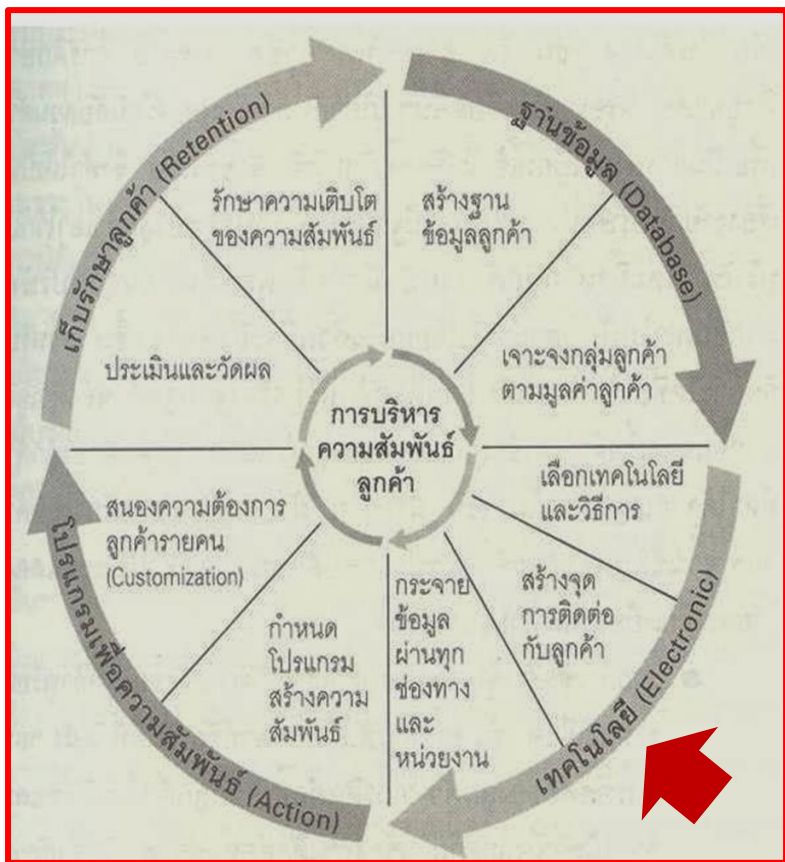 ฐานข้อมูล (Database)
สร้างฐาน
ข้อมูลลูกค้า
เจาะจงกลุ่มลูกค้า
ตามมูลค่าลูกค้า
เทคโนโลยี (Electronic)
เลือกเทคโนโลยี
และวิธีการ
สร้างจุด
การติดต่อ
กับลูกค้า
กระจาย
ข้อมูล
ผ่านทุก
ช่องทาง
และ
หน่วยงาน
โปรแกรมเพื่อความสัมพันธ์ (Action)
กำหนด
โปรแกรม
สร้างความ
สัมพันธ์
สนองความต้องการ
ลูกค้ารายคน
(Customization)
เก็บรักษาลูกค้า (Retention)
ประเมินและวัดผล
รักษาความเติบโต
ของความสัมพันธ์
การบริหาร
ความสัมพันธ์
ลูกค้า